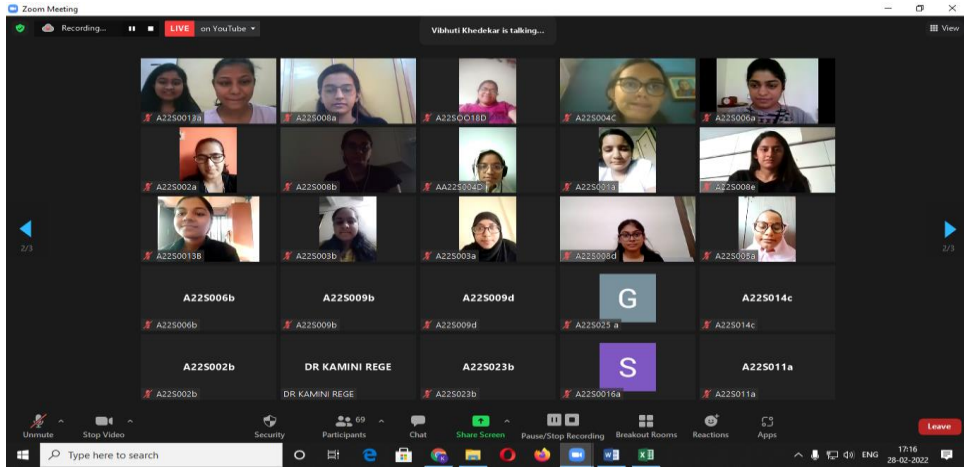 Zoom Meeting
Recording...
LIVE on YouTube
Vibhuti Khedekar is talking...
View
A22S0013a
A22S008a
A22SOO18D
A22S004C
A22S006a
A22S002a
A22S008b
AA22S004D
A22S001a
A22S008e
A22S0013B
A22S003b
A22S003a
A22S008d
A22S005a
2/3
2/3
A22S006b
A22S009b
A22S009d
G
A22S014c
A22S006b
A22S009b
A22S009d
A22S025 a
A22S014c
A22S002b
DR KAMINI REGE
A22S023b
S
A22S011a
A22S002b
DR KAMINI REGE
A22S023b
A22S0016a
A22S011a
Unmute
Stop Video
Security
69
Participants
Chat
Share Screen
Pause/Stop Recording
Breakout Rooms
Reactions
Apps
Leave
Type here to search
ENG
17:16
28-02-2022